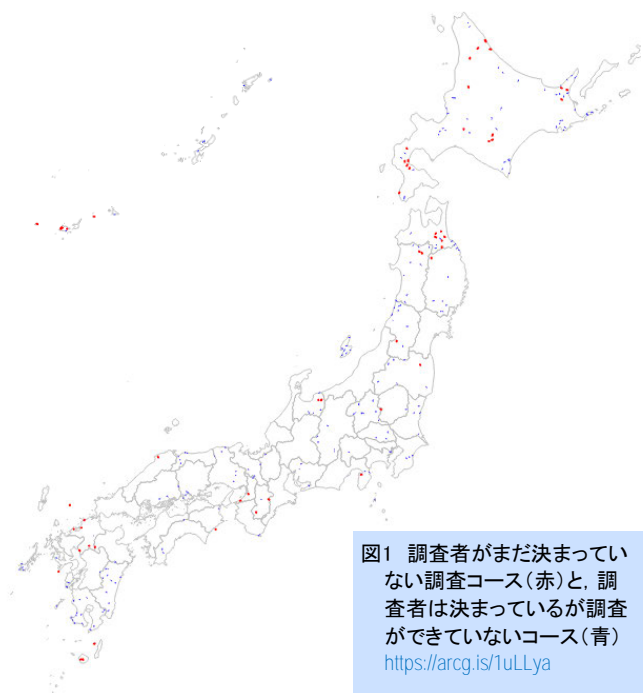 図1 調査者がまだ決まってい
ない調査コース（赤）と，調
査者は決まっているが調査
ができていないコース（青）
https://arcg.is/1uLLya